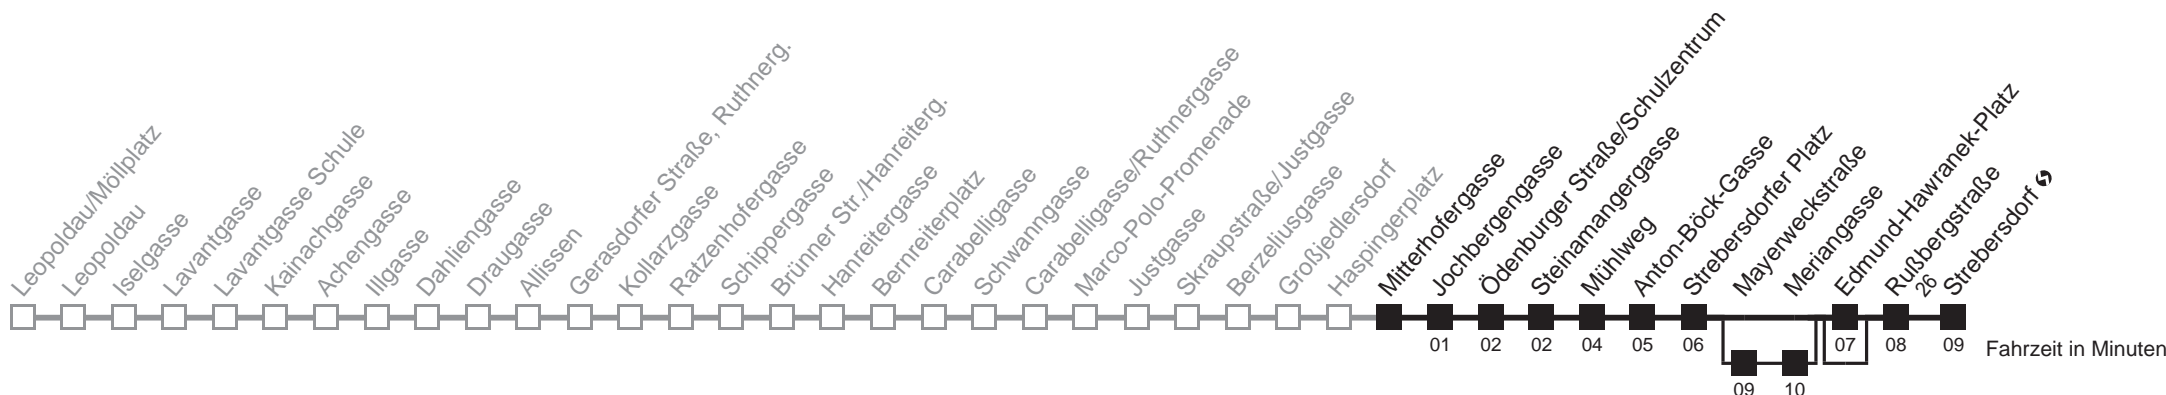 Leopoldau/Möllplatz
Leopoldau
Iselgasse
Lavantgasse
Lavantgasse Schule
Kainachgasse
Achengasse
Illgasse
Dahliengasse
Draugasse
Allissen
Gerasdorfer Straße, Ruthnerg.
Kollarzgasse
Ratzenhofergasse
Schippergasse
Brünner Str./Hanreiterg.
Hanreitergasse
Bernreiterplatz
Carabelligasse
Schwanngasse
Carabelligasse/Ruthnergasse
Marco-Polo-Promenade
Justgasse
Skraupstraße/Justgasse
Berzeliusgasse
Großjedlersdorf
Haspingerplatz
Mitterhofergasse
Jochbergengasse
Ödenburger Straße/Schulzentrum
Steinamangergasse
Mühlweg
Anton-Böck-Gasse
Strebersdorfer Platz
Mayerweckstraße
Meriangasse
Edmund-Hawranek-Platz
Rußbergstraße
26
Strebersdorf
01 02 02 04 05 06 07 08 09
Fahrzeit in Minuten
09 10